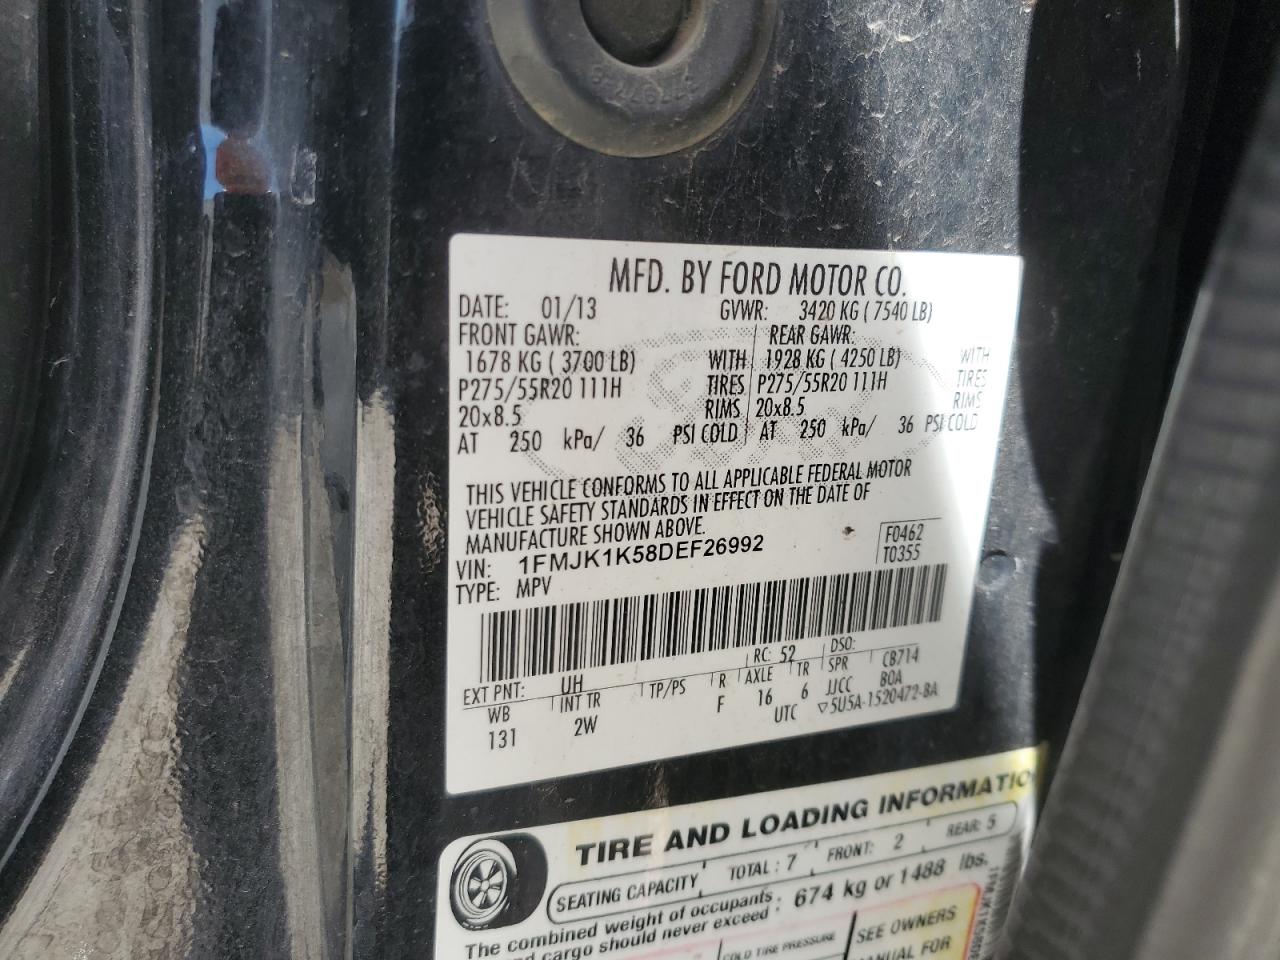 MFD. BY FORD MOTOR CO.
DATE: 01/13 GVWR: 3420 KG ( 7540 LB)
FRONT GAWR: REAR GAWR:
1678 KG ( 3700 LB) WITH 1928 KG ( 4250 LB) WITH
P275/55R20 111H TIRES P275/55R20 111H TIRES
20x8.5 RIMS 20x8.5 RIMS
AT 250 kPa/ 36 PSI COLD AT 250 kPa/ 36 PSI COLD
THIS VEHICLE CONFORMS TO ALL APPLICABLE FEDERAL MOTOR
VEHICLE SAFETY STANDARDS IN EFFECT ON THE DATE OF
MANUFACTURE SHOWN ABOVE.
VIN: 1FMJK1K58DEF26992 F0462
TYPE: MPV T0355
EXT PNT: UH RC: 52 DSO:
WB INT TR TP/PS R AXLE TR SPR CB714
131 2W F 16 6 JJCC BOA
UTC ▽5U5A-1520472-BA
TIRE AND LOADING INFORMATIO
SEATING CAPACITY TOTAL : 7 FRONT: 2 REAR: 5
The combined weight of occupants : 674 kg or 1488 lbs.
cargo should never exceed
COLD TIRE PRESSURE SEE OWNERS
MANUAL FOR